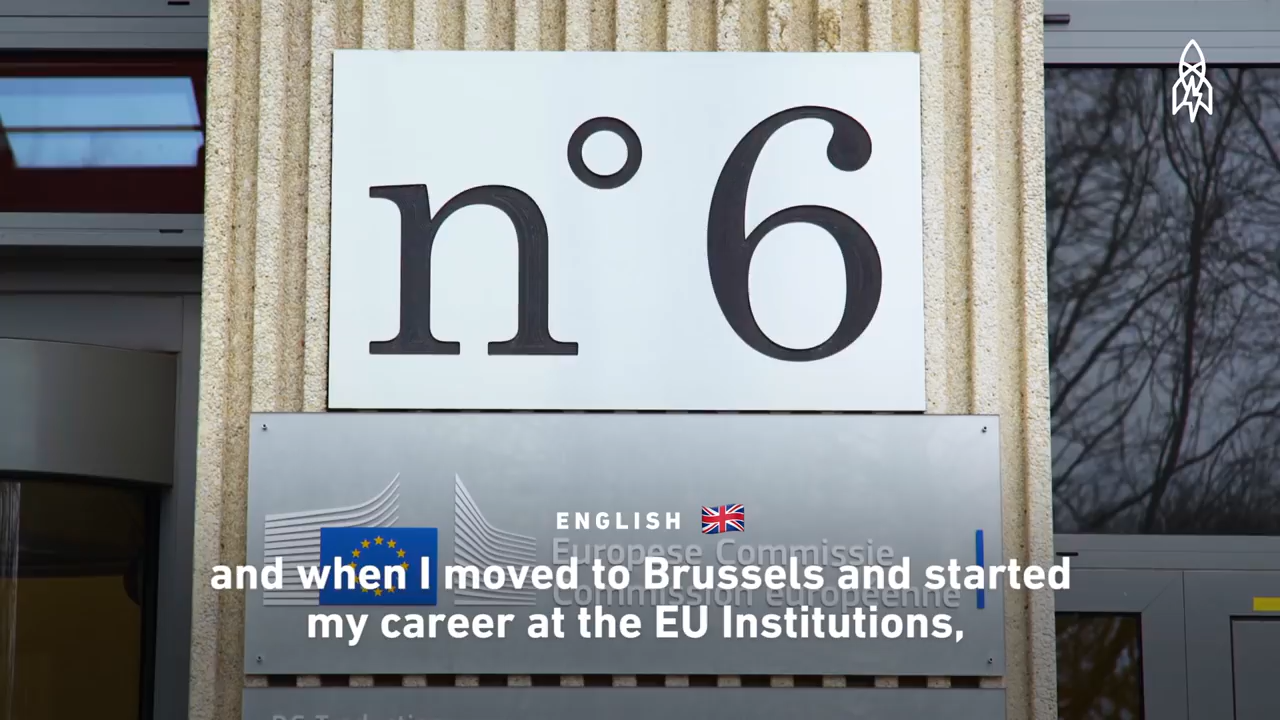 n° 6
ENGLISH
Europese Commissie
and when I moved to Brussels and started
Commission européenne
my career at the EU Institutions,